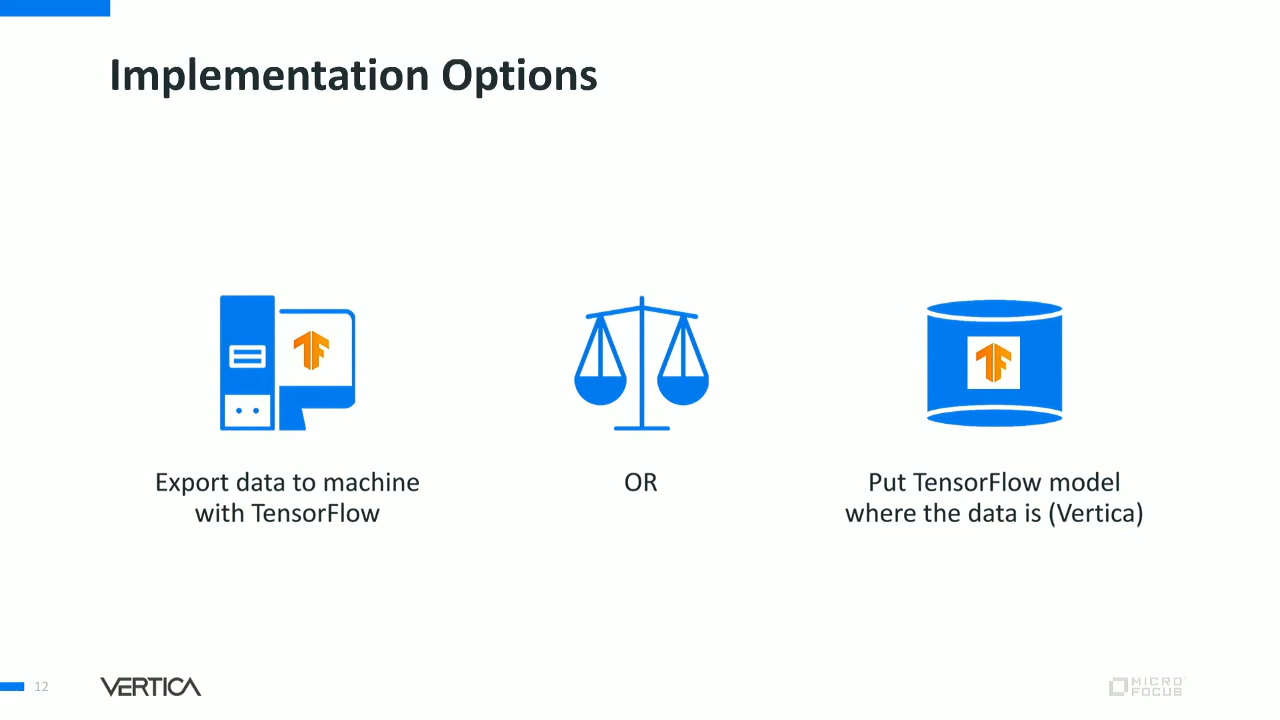 Implementation Options
Export data to machine
with TensorFlow
OR
Put TensorFlow model
where the data is (Vertica)
12
VERTICA
MICRO
FOCUS